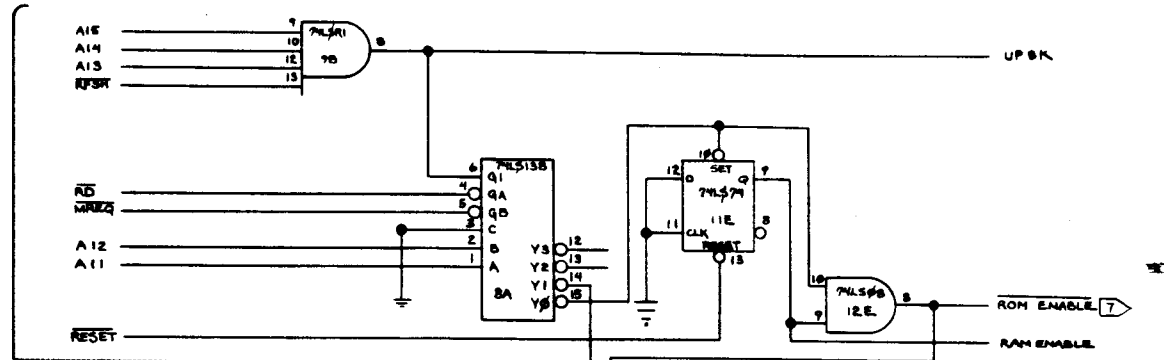 A15
A14
A13
RFSH
9
10
12
13
74LS21
9B
8
UP 8K
RD
MREQ
A12
A11
6
4
5
3
2
1
74LS138
G1
GA
GB
C
B
A
8A
Y3
Y2
Y1
YØ
12
13
14
15
10
SET
12
D
Q
9
74LS74
11E
8
11
CLK
RESET
13
10
9
74LS08
12E
8
ROM ENABLE 7
RAM ENABLE
RESET